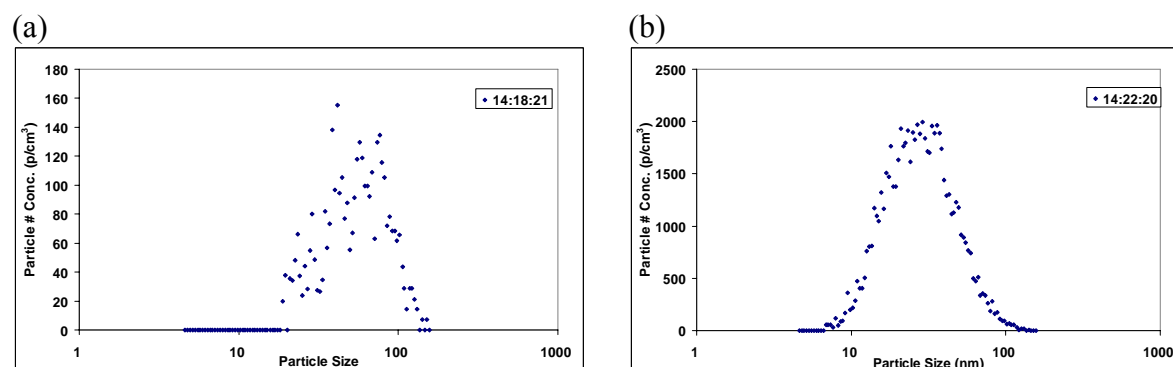 (a)
180
160
140
120
100
80
60
40
20
0
Particle # Conc. (p/cm³)
14:18:21
1 10 100 1000
Particle Size
(b)
2500
2000
1500
1000
500
0
Particle # Conc. (p/cm³)
14:22:20
1 10 100 1000
Particle Size (nm)